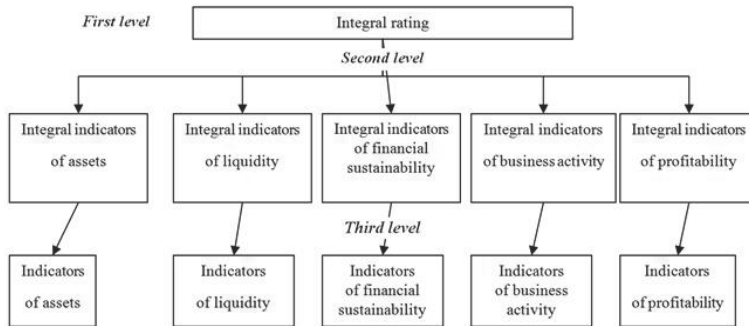 First level
Integral rating
Second level
Integral indicators
of assets
Integral indicators
of liquidity
Integral indicators
of financial
sustainability
Integral indicators
of business activity
Integral indicators
of profitability
Third level
Indicators
of assets
Indicators
of liquidity
Indicators
of financial
sustainability
Indicators
of business
activity
Indicators
of profitability